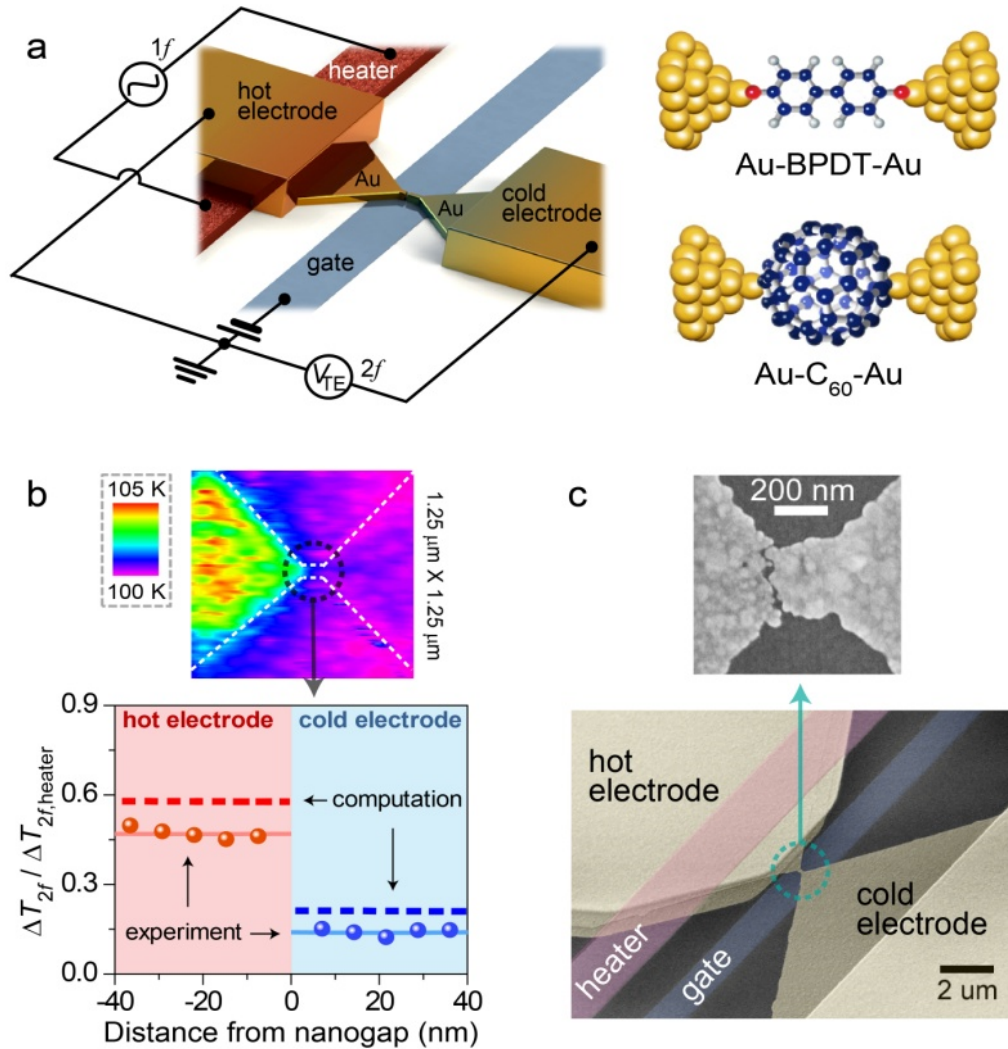 a
1f
heater
hot
electrode
Au
Au
cold
electrode
gate
V_TE
2f
Au-BPDT-Au
Au-C₆₀-Au
b
105 K
100 K
1.25 µm X 1.25 µm
ΔT₂f / ΔT₂f,heater
0.9
0.6
0.3
0.0
hot electrode
cold electrode
computation
experiment
-40
-20
0
20
40
Distance from nanogap (nm)
c
200 nm
hot
electrode
cold
electrode
heater
gate
2 um